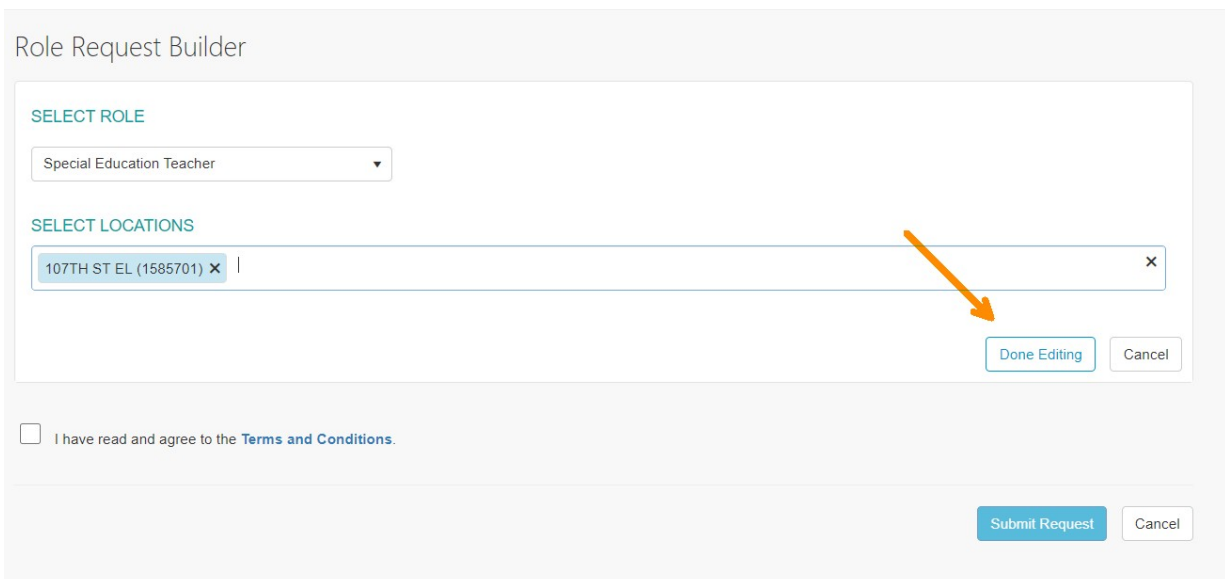 Role Request Builder
SELECT ROLE
Special Education Teacher
SELECT LOCATIONS
107TH ST EL (1585701)
Done Editing
Cancel
I have read and agree to the Terms and Conditions.
Submit Request
Cancel